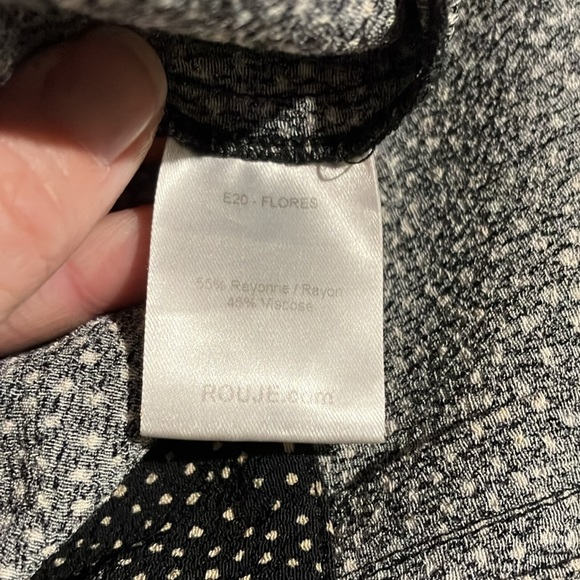 E20 - FLORES
55% Rayonne / Rayon
45% Viscose
ROUJE.com